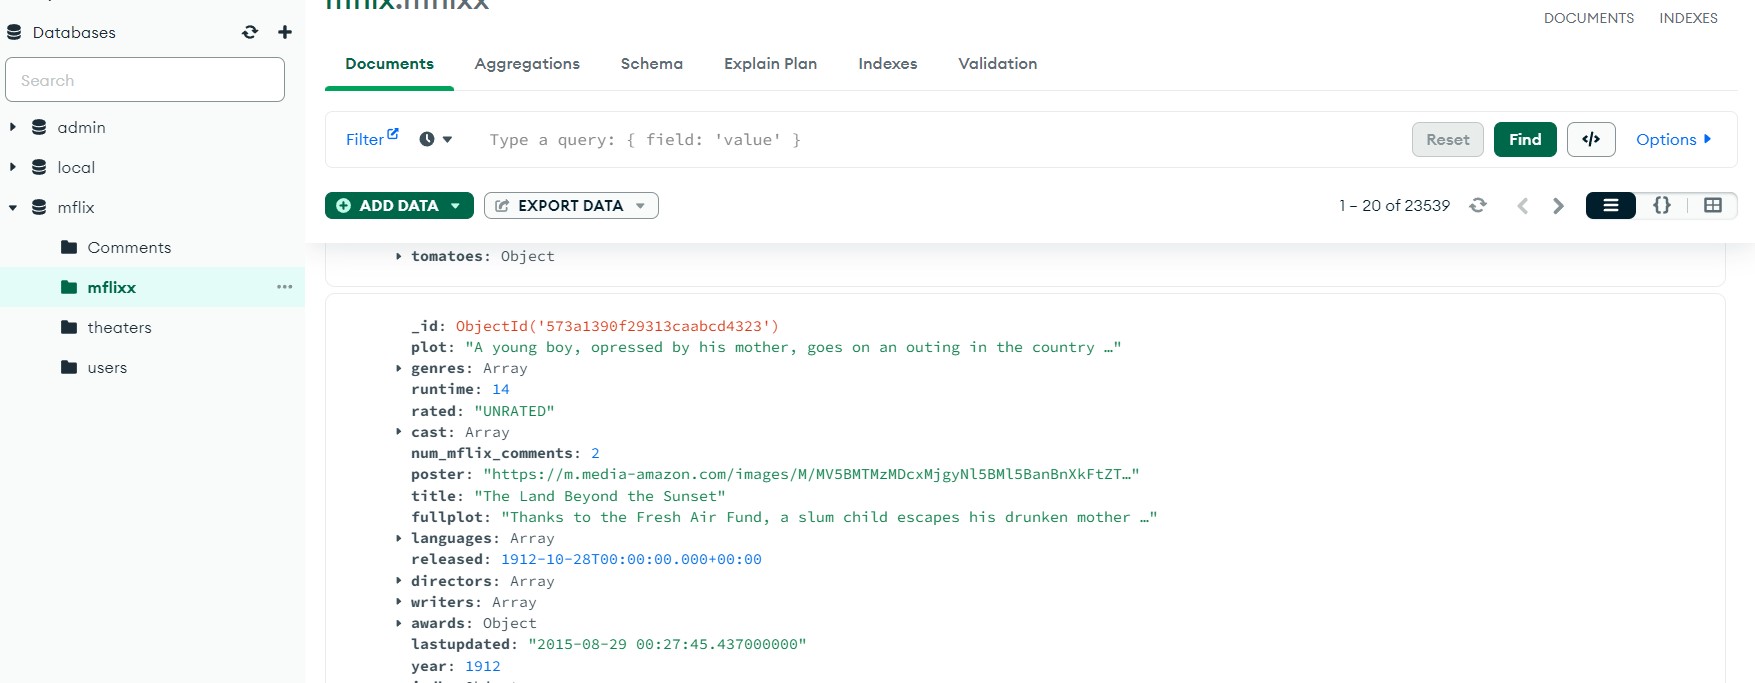 mflix.mflixx
DOCUMENTS INDEXES
Databases
Search
admin
local
mflix
Comments
mflixx
theaters
users
Documents Aggregations Schema Explain Plan Indexes Validation
Filter Type a query: { field: 'value' } Reset Find </> Options
ADD DATA EXPORT DATA 1 – 20 of 23539 {}
tomatoes: Object
_id: ObjectId('573a1390f29313caabcd4323')
plot: "A young boy, opressed by his mother, goes on an outing in the country …"
genres: Array
runtime: 14
rated: "UNRATED"
cast: Array
num_mflix_comments: 2
poster: "https://m.media-amazon.com/images/M/MV5BMTMzMDcxMjgyNl5BMl5BanBnXkFtZT…"
title: "The Land Beyond the Sunset"
fullplot: "Thanks to the Fresh Air Fund, a slum child escapes his drunken mother …"
languages: Array
released: 1912-10-28T00:00:00.000+00:00
directors: Array
writers: Array
awards: Object
lastupdated: "2015-08-29 00:27:45.437000000"
year: 1912